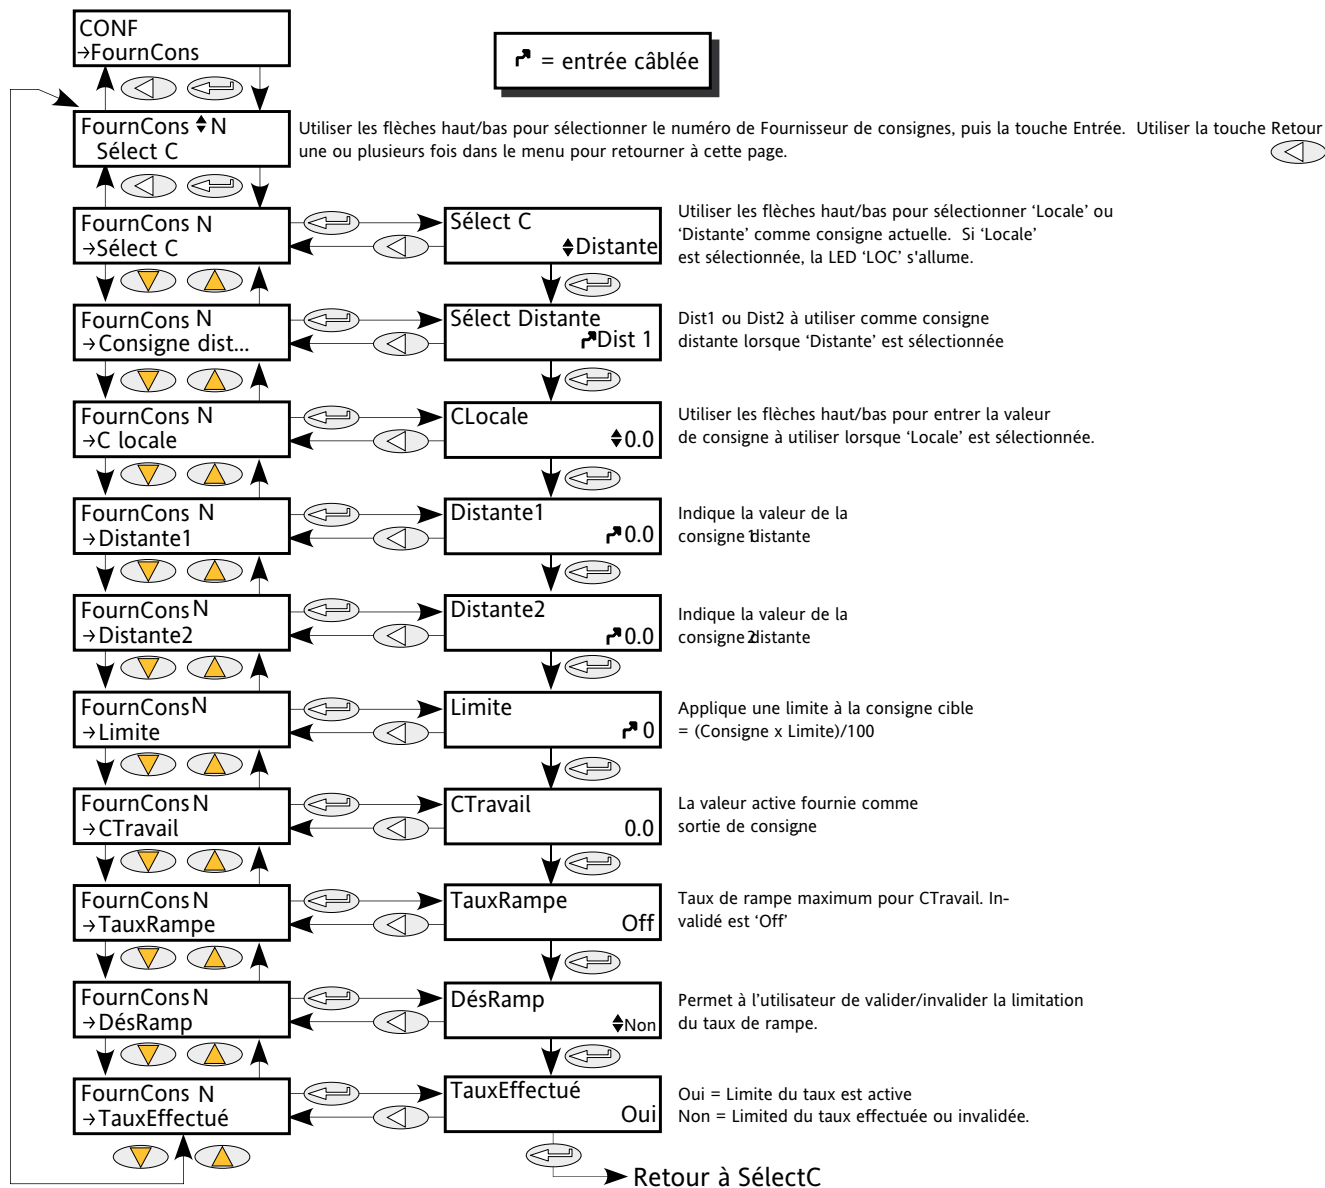 CONF
→FournCons
= entrée câblée
FournCons N
Sélect C
Utiliser les flèches haut/bas pour sélectionner le numéro de Fournisseur de consignes, puis la touche Entrée. Utiliser la touche Retour
une ou plusieurs fois dans le menu pour retourner à cette page.
FournCons N
→Sélect C
Sélect C
Distante
Utiliser les flèches haut/bas pour sélectionner ‘Locale’ ou
‘Distante’ comme consigne actuelle. Si ‘Locale’
est sélectionnée, la LED ‘LOC’ s'allume.
FournCons N
→Consigne dist...
Sélect Distante
Dist 1
Dist1 ou Dist2 à utiliser comme consigne
distante lorsque ‘Distante’ est sélectionnée
FournCons N
→C locale
CLocale
0.0
Utiliser les flèches haut/bas pour entrer la valeur
de consigne à utiliser lorsque ‘Locale’ est sélectionnée.
FournCons N
→Distante1
Distante1
0.0
Indique la valeur de la
consigne 1distante
FournCons N
→Distante2
Distante2
0.0
Indique la valeur de la
consigne 2distante
FournCons N
→Limite
Limite
0
Applique une limite à la consigne cible
= (Consigne x Limite)/100
FournCons N
→CTravail
CTravail
0.0
La valeur active fournie comme
sortie de consigne
FournCons N
→TauxRampe
TauxRampe
Off
Taux de rampe maximum pour CTravail. In-
validé est ‘Off’
FournCons N
→DésRamp
DésRamp
Non
Permet à l’utilisateur de valider/invalider la limitation
du taux de rampe.
FournCons N
→TauxEffectué
TauxEffectué
Oui
Oui = Limite du taux est active
Non = Limited du taux effectuée ou invalidée.
Retour à SélectC